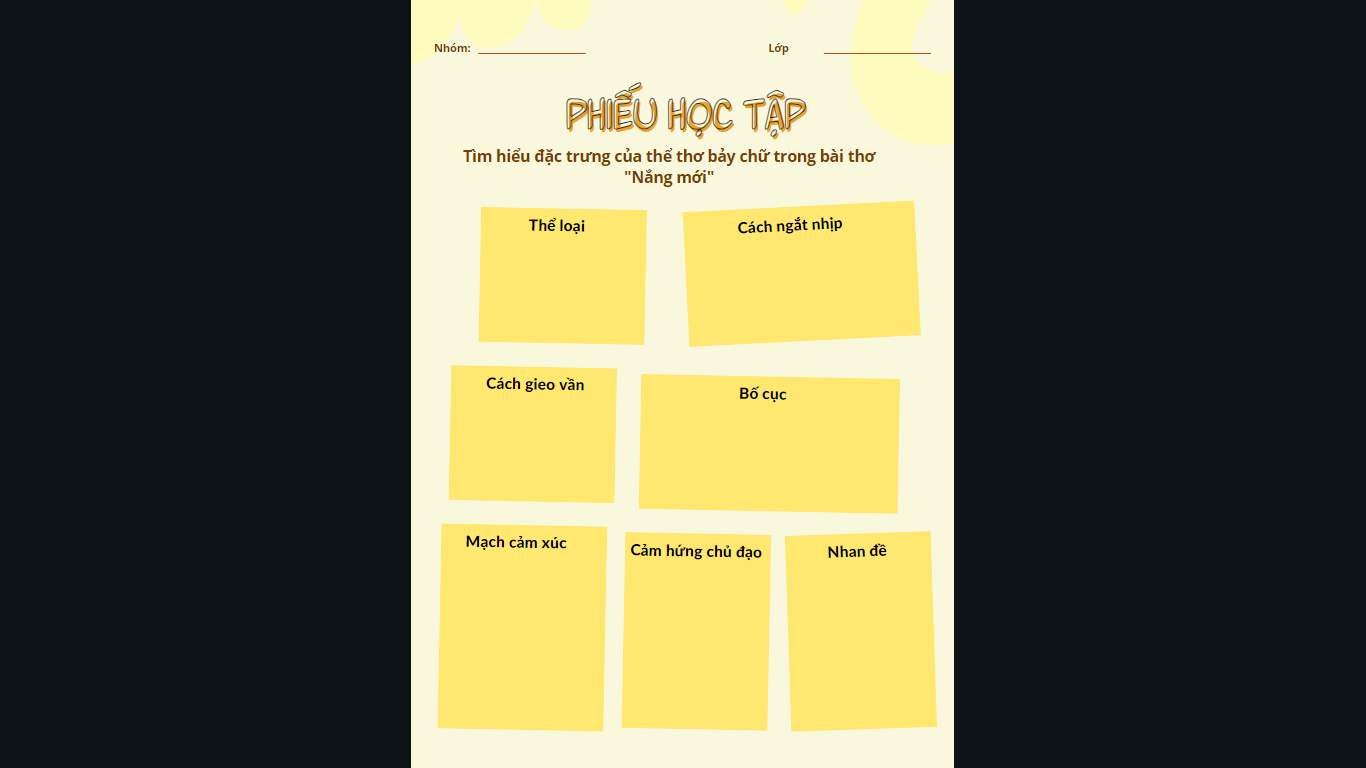 Nhóm: Lớp
PHIẾU HỌC TẬP
Tìm hiểu đặc trưng của thể thơ bảy chữ trong bài thơ
"Nắng mới"
Thể loại
Cách ngắt nhịp
Cách gieo vần
Bố cục
Mạch cảm xúc
Cảm hứng chủ đạo
Nhan đề